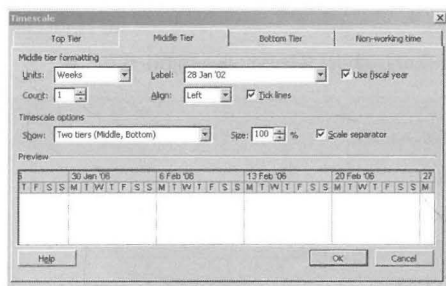 Timescale
Top Tier Middle Tier Bottom Tier Non-working time
Middle tier formatting
Units: Weeks Label: 28 Jan '02 Use fiscal year
Count: 1 Align: Left Tick lines
Timescale options
Show: Two tiers (Middle, Bottom) Size: 100 % Scale separator
Preview
30 Jan '06 6 Feb '06 13 Feb '06 20 Feb '06 27
T F S S M T W T F S S M T W T F S S M T W T F S S M T W T F S S M
Help OK Cancel